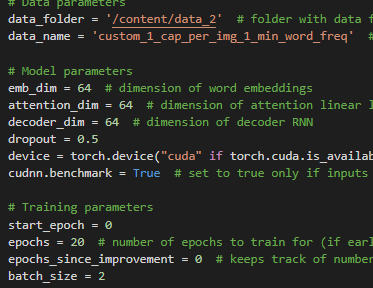 # Data parameters
data_folder = '/content/data_2'  # folder with data f
data_name = 'custom_1_cap_per_img_1_min_word_freq'  #
# Model parameters
emb_dim = 64  # dimension of word embeddings
attention_dim = 64  # dimension of attention linear l
decoder_dim = 64  # dimension of decoder RNN
dropout = 0.5
device = torch.device("cuda" if torch.cuda.is_availab
cudnn.benchmark = True  # set to true only if inputs
# Training parameters
start_epoch = 0
epochs = 20  # number of epochs to train for (if earl
epochs_since_improvement = 0  # keeps track of number
batch_size = 2